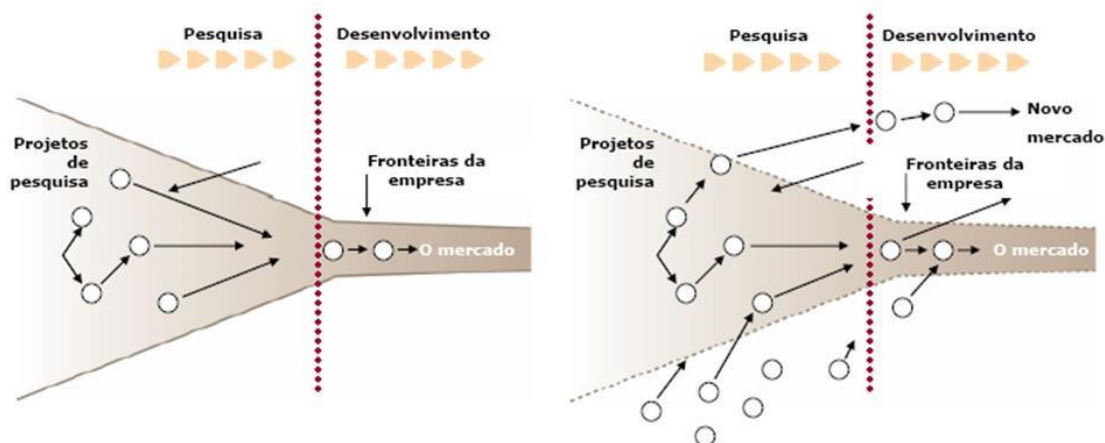 Pesquisa
Desenvolvimento
Projetos
de
pesquisa
Fronteiras da
empresa
O mercado
Pesquisa
Desenvolvimento
Novo
mercado
Projetos
de
pesquisa
Fronteiras da
empresa
O mercado